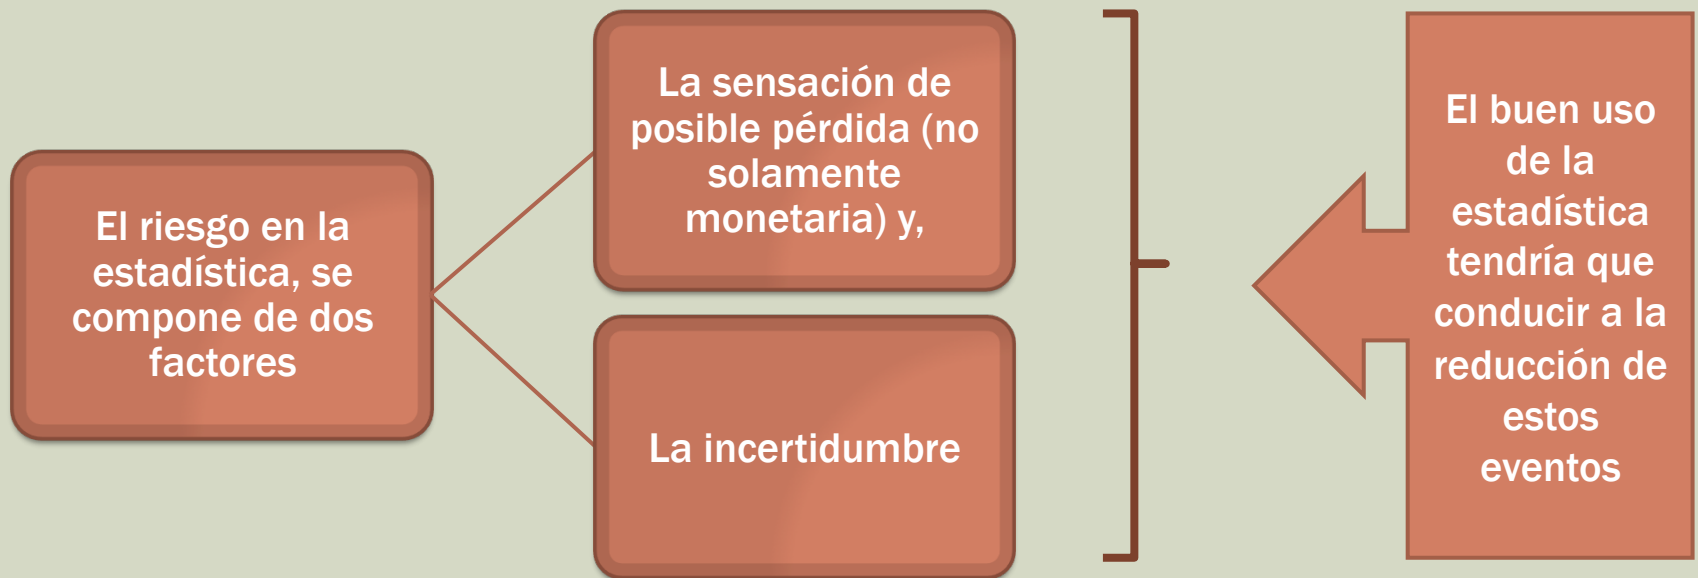 El riesgo en la
estadística, se
compone de dos
factores
La sensación de
posible pérdida (no
solamente
monetaria) y,
La incertidumbre
El buen uso
de la
estadística
tendría que
conducir a la
reducción de
estos
eventos